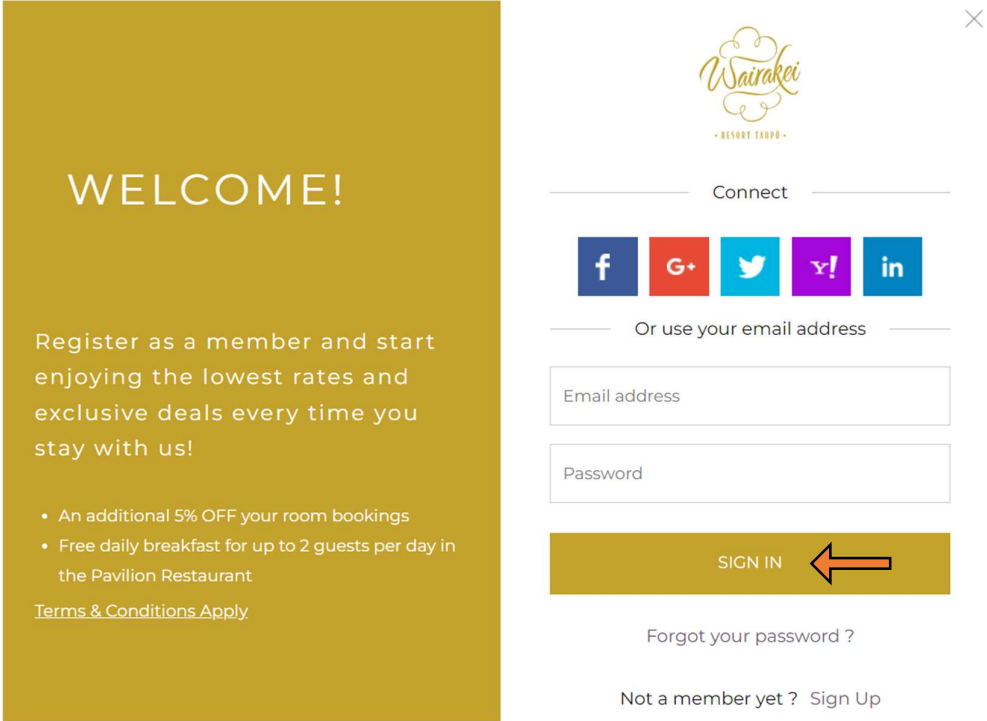 WELCOME!
Register as a member and start
enjoying the lowest rates and
exclusive deals every time you
stay with us!
• An additional 5% OFF your room bookings
• Free daily breakfast for up to 2 guests per day in
the Pavilion Restaurant
Terms & Conditions Apply
Wairakei
• RESORT TAUPŌ •
Connect
f G+ Y! in
Or use your email address
Email address
Password
SIGN IN
Forgot your password ?
Not a member yet ? Sign Up